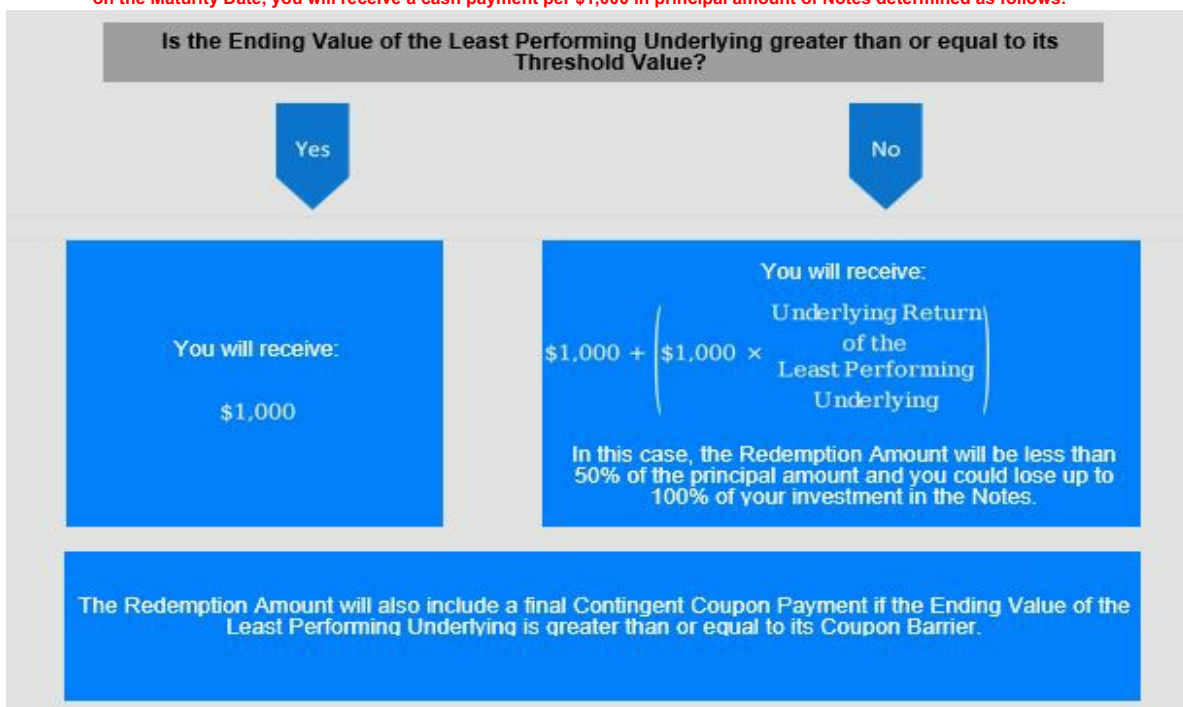 on the Maturity Date, you will receive a cash payment per $1,000 in principal amount of Notes determined as follows:
Is the Ending Value of the Least Performing Underlying greater than or equal to its
Threshold Value?
Yes
No
You will receive:
$1,000
You will receive:
$1,000 + ($1,000 × Underlying Return
of the
Least Performing
Underlying)
In this case, the Redemption Amount will be less than
50% of the principal amount and you could lose up to
100% of your investment in the Notes.
The Redemption Amount will also include a final Contingent Coupon Payment if the Ending Value of the
Least Performing Underlying is greater than or equal to its Coupon Barrier.